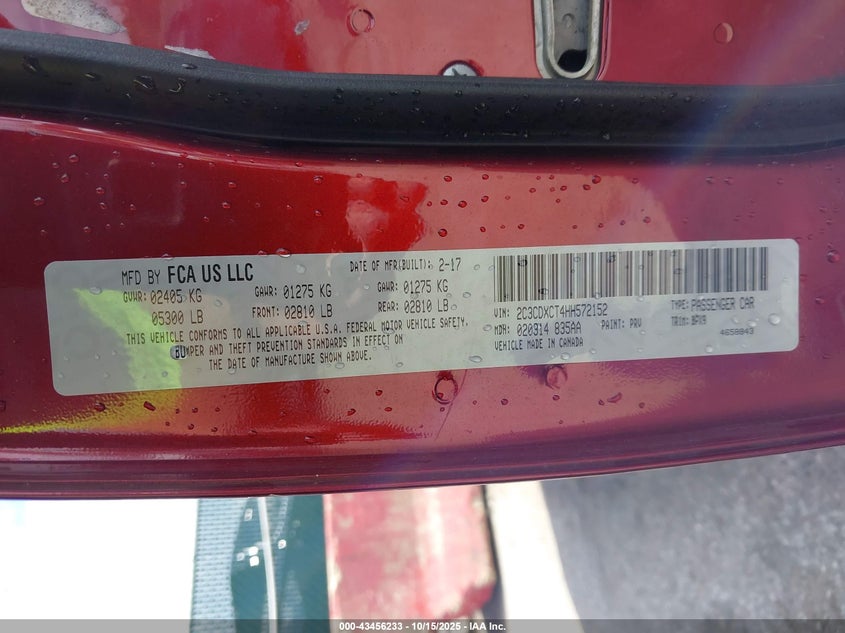 MFD BY FCA US LLC DATE OF MFR(BUILT): 2-17
GVWR: 02405 KG GAWR: 01275 KG GAWR: 01275 KG
05300 LB FRONT: 02810 LB REAR: 02810 LB
THIS VEHICLE CONFORMS TO ALL APPLICABLE U.S.A. FEDERAL MOTOR VEHICLE SAFETY,
BUMPER AND THEFT PREVENTION STANDARDS IN EFFECT ON
THE DATE OF MANUFACTURE SHOWN ABOVE.
VIN: 2C3CDXCT4HH572152 TYPE: PASSENGER CAR
MDH: 020314 835AA PAINT: PRV TRIM: BPX9
VEHICLE MADE IN CANADA 4658843
000-43456233 - 10/15/2025 - IAA Inc.